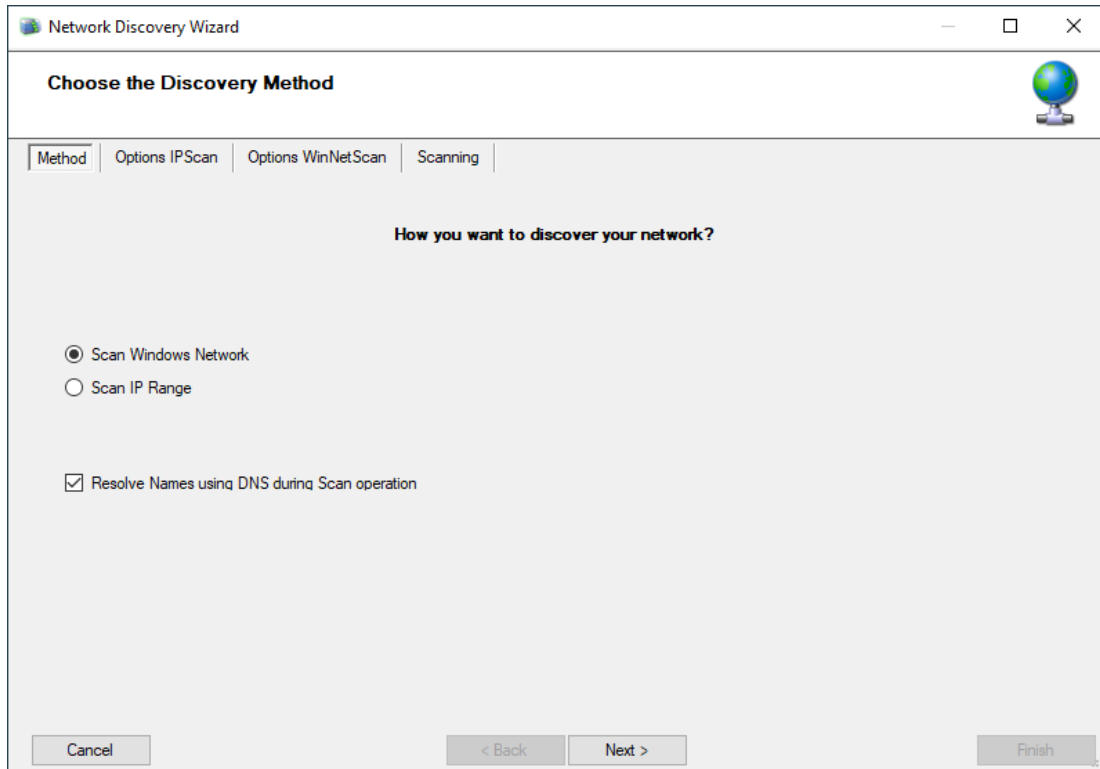 Network Discovery Wizard
Choose the Discovery Method
Method Options IPScan Options WinNetScan Scanning
How you want to discover your network?
Scan Windows Network
Scan IP Range
Resolve Names using DNS during Scan operation
Cancel < Back Next > Finish